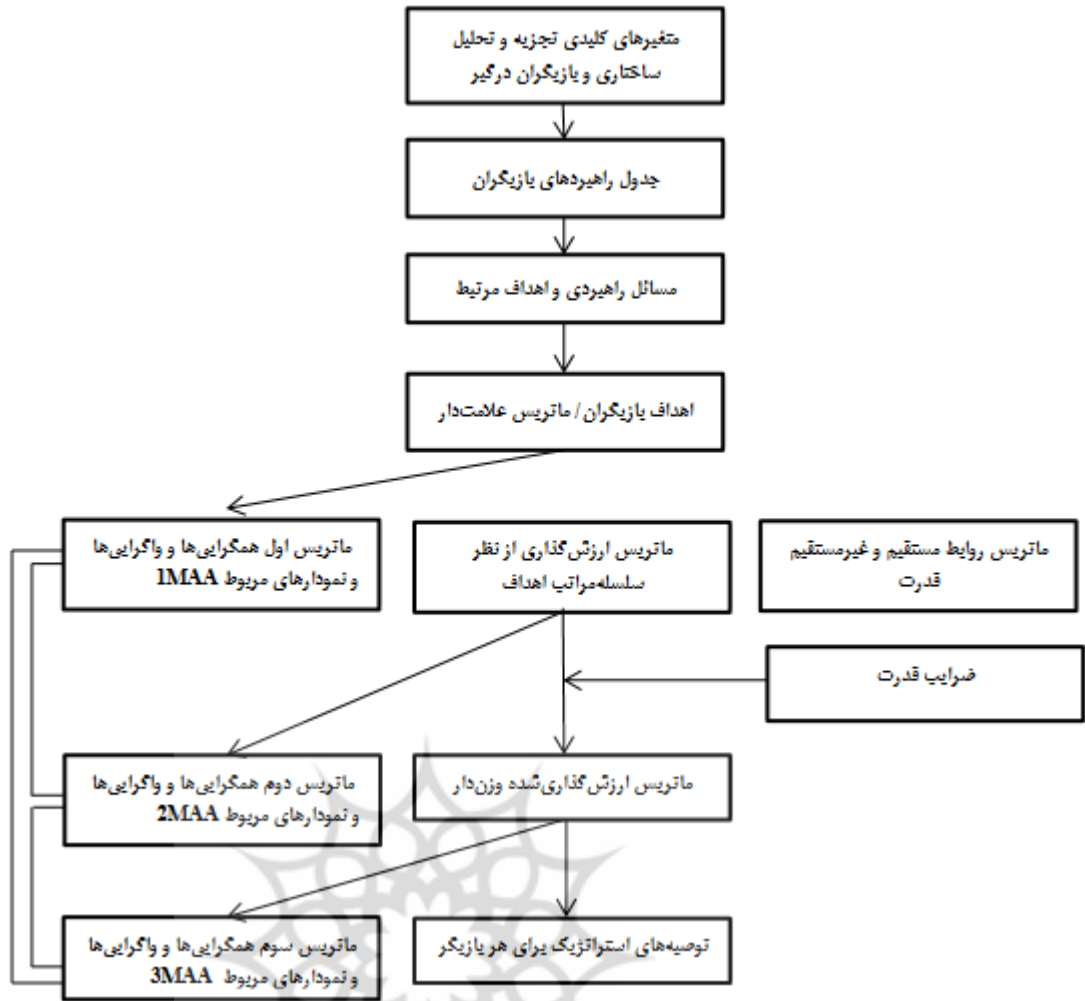 متغیرهای کلیدی تجزیه و تحلیل
ساختاری و بازیگران درگیر
جدول راهبردهای بازیگران
مسائل راهبردی و اهداف مرتبط
اهداف بازیگران / ماتریس علامت‌دار
ماتریس روابط مستقیم و غیرمستقیم
قدرت
ماتریس ارزش‌گذاری از نظر
سلسله‌مراتب اهداف
ماتریس اول همگرایی‌ها و واگرایی‌ها
و نمودارهای مربوط 1MAA
ضرایب قدرت
ماتریس ارزش‌گذاری‌شده وزن‌دار
ماتریس دوم همگرایی‌ها و واگرایی‌ها
و نمودارهای مربوط 2MAA
توصیه‌های استراتژیک برای هر بازیگر
ماتریس سوم همگرایی‌ها و واگرایی‌ها
و نمودارهای مربوط 3MAA